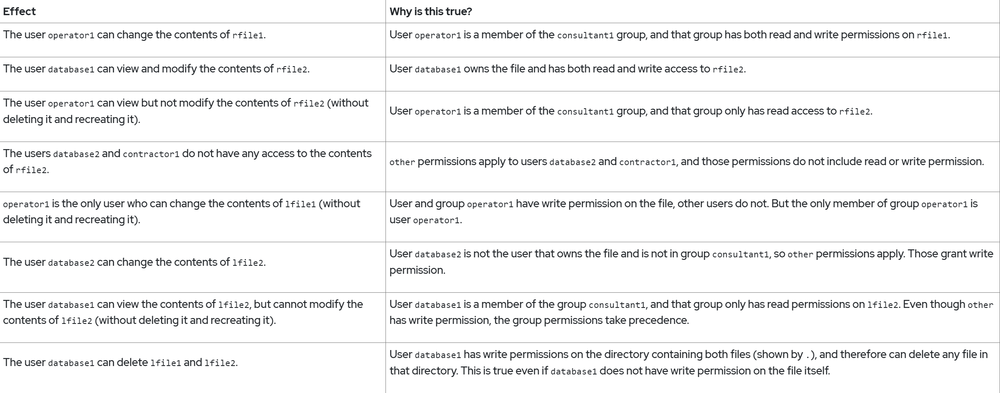 Effect
Why is this true?
The user operator1 can change the contents of rfile1.
User operator1 is a member of the consultant1 group, and that group has both read and write permissions on rfile1.
The user database1 can view and modify the contents of rfile2.
User database1 owns the file and has both read and write access to rfile2.
The user operator1 can view but not modify the contents of rfile2 (without
deleting it and recreating it).
User operator1 is a member of the consultant1 group, and that group only has read access to rfile2.
The users database2 and contractor1 do not have any access to the contents
of rfile2.
other permissions apply to users database2 and contractor1, and those permissions do not include read or write permission.
operator1 is the only user who can change the contents of lfile1 (without
deleting it and recreating it).
User and group operator1 have write permission on the file, other users do not. But the only member of group operator1 is
user operator1.
The user database2 can change the contents of lfile2.
User database2 is not the user that owns the file and is not in group consultant1, so other permissions apply. Those grant write
permission.
The user database1 can view the contents of lfile2, but cannot modify the
contents of lfile2 (without deleting it and recreating it).
User database1 is a member of the group consultant1, and that group only has read permissions on lfile2. Even though other
has write permission, the group permissions take precedence.
The user database1 can delete lfile1 and lfile2.
User database1 has write permissions on the directory containing both files (shown by .), and therefore can delete any file in
that directory. This is true even if database1 does not have write permission on the file itself.